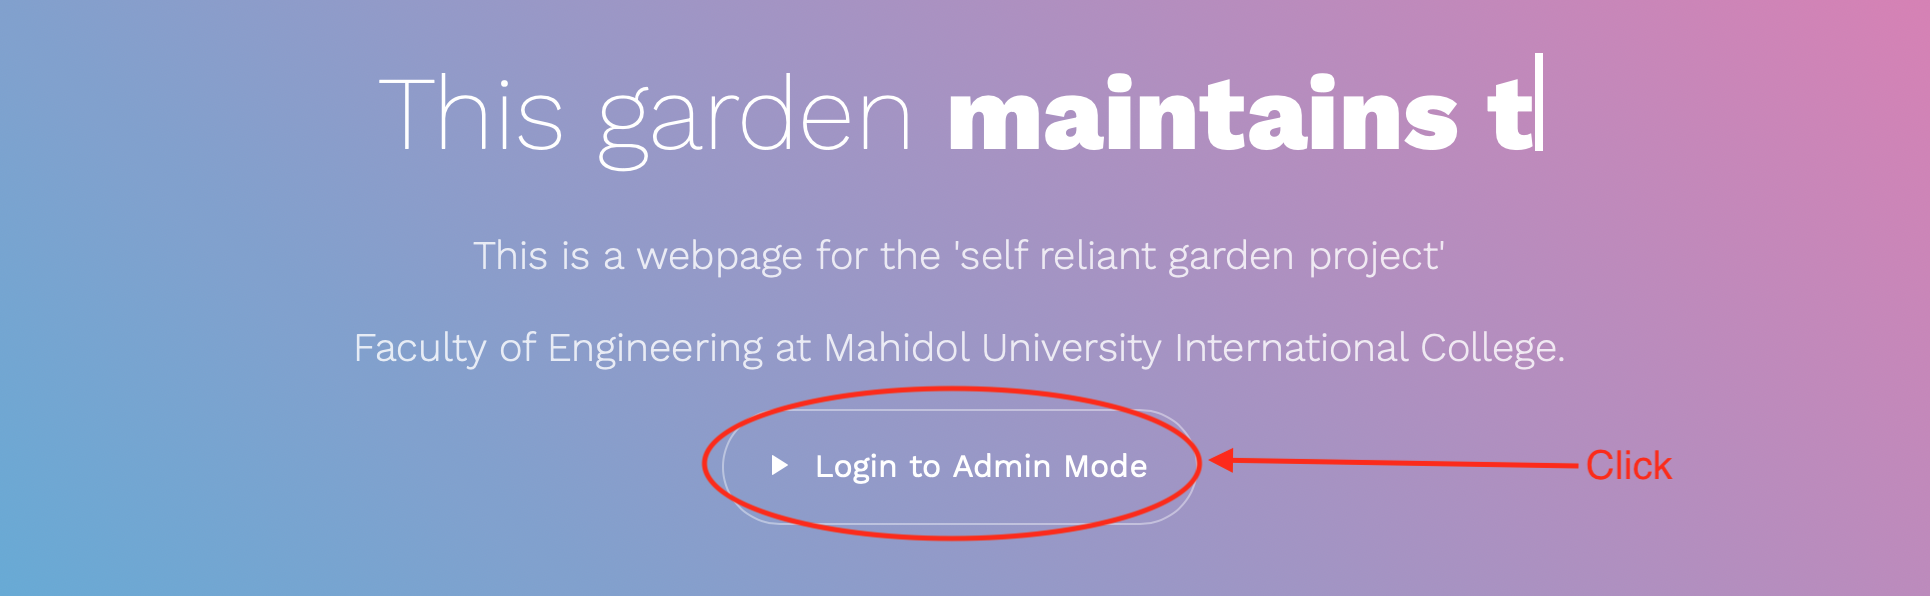 This garden maintains t
This is a webpage for the 'self reliant garden project'
Faculty of Engineering at Mahidol University International College.
Login to Admin Mode
Click